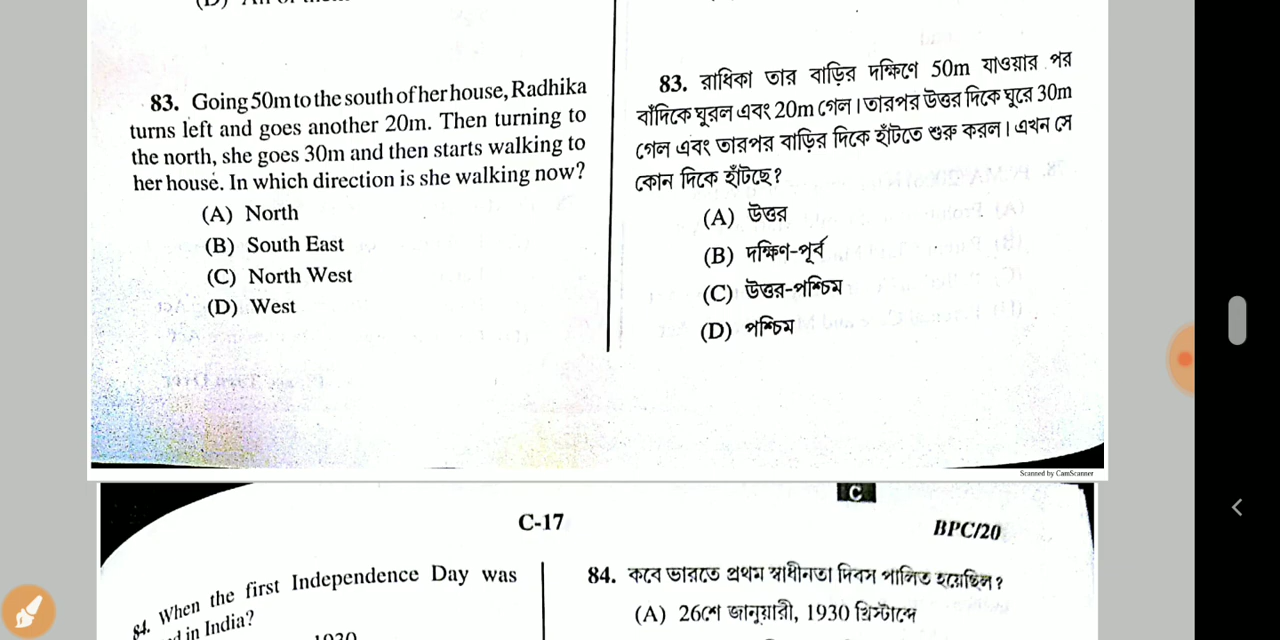 83. Going 50m to the south of her house, Radhika
turns left and goes another 20m. Then turning to
the north, she goes 30m and then starts walking to
her house. In which direction is she walking now?
(A) North
(B) South East
(C) North West
(D) West
83. রাধিকা তার বাড়ির দক্ষিণে 50m যাওয়ার পর
বাঁদিকে ঘুরল এবং 20m গেল। তারপর উত্তর দিকে ঘুরে 30m
গেল এবং তারপর বাড়ির দিকে হাঁটতে শুরু করল। এখন সে
কোন দিকে হাঁটছে?
(A) উত্তর
(B) দক্ষিণ-পূর্ব
(C) উত্তর-পশ্চিম
(D) পশ্চিম
Scanned by CamScanner
C
C-17
BPC/20
84. When the first Independence Day was
in India?
84. কবে ভারতে প্রথম স্বাধীনতা দিবস পালিত হয়েছিল?
(A) 26শে জানুয়ারী, 1930 খ্রিস্টাব্দে